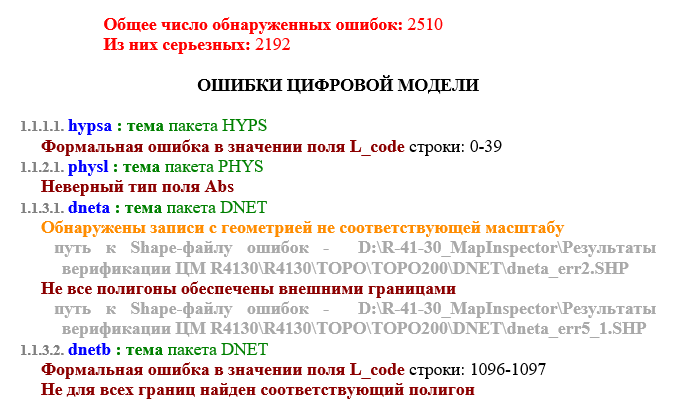 Общее число обнаруженных ошибок: 2510
Из них серьезных: 2192
ОШИБКИ ЦИФРОВОЙ МОДЕЛИ
1.1.1.1. hypsa : тема пакета HYPS
Формальная ошибка в значении поля L_code строки: 0-39
1.1.2.1. physl : тема пакета PHYS
Неверный тип поля Abs
1.1.3.1. dneta : тема пакета DNET
Обнаружены записи с геометрией не соответствующей масштабу
путь к Shape-файлу ошибок - D:\R-41-30_MapInspector\Результаты
верификации ЦМ R4130\R4130\TOPO\TOPO200\DNET\dneta_err2.SHP
Не все полигоны обеспечены внешними границами
путь к Shape-файлу ошибок - D:\R-41-30_MapInspector\Результаты
верификации ЦМ R4130\R4130\TOPO\TOPO200\DNET\dneta_err5_1.SHP
1.1.3.2. dnetb : тема пакета DNET
Формальная ошибка в значении поля L_code строки: 1096-1097
Не для всех границ найден соответствующий полигон